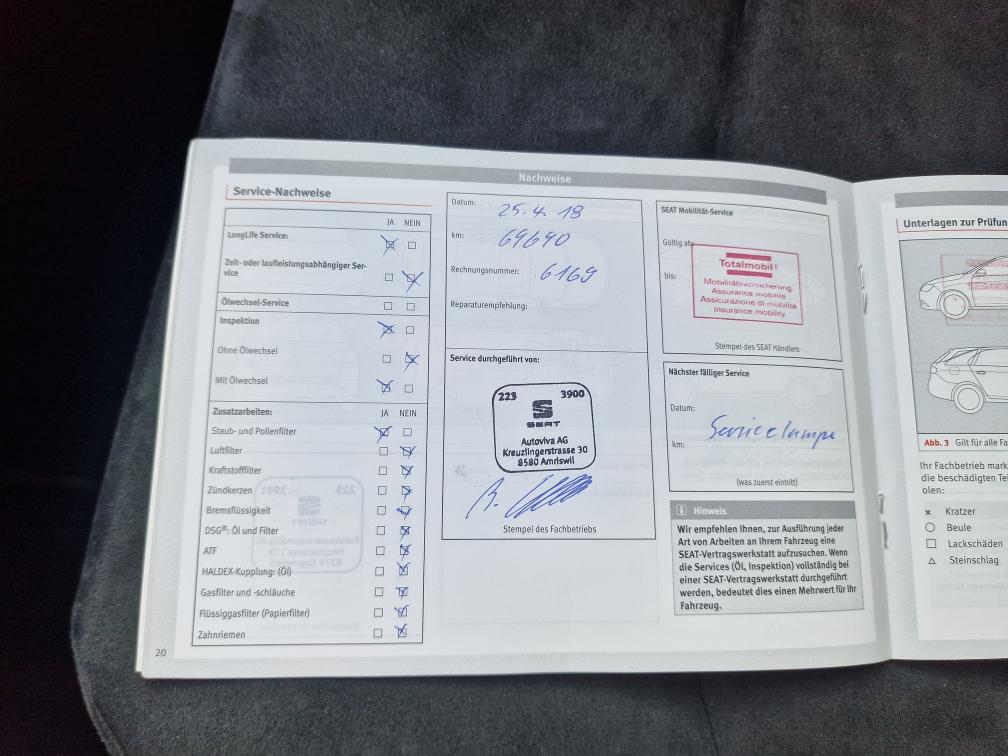 Nachweise
Service-Nachweise
JA NEIN
LongLife Service:
Zeit- oder laufleistungsabhängiger Ser-
vice
Ölwechsel-Service
Inspektion
Ohne Ölwechsel
Mit Ölwechsel
Zusatzarbeiten: JA NEIN
Staub- und Pollenfilter
Luftfilter
Kraftstofffilter
Zündkerzen
Bremsflüssigkeit
DSG®: Öl und Filter
ATF
HALDEX-Kupplung: (Öl)
Gasfilter und -schläuche
Flüssiggasfilter (Papierfilter)
Zahnriemen
20
Datum: 25.4.18
km: 69690
Rechnungsnummer: 6169
Reparaturempfehlung:
Service durchgeführt von:
223 3900
SEAT
Autoviva AG
Kreuzlingerstrasse 30
8580 Amriswil
Stempel des Fachbetriebs
SEAT Mobilität-Service
Gültig ab:
bis:
Totalmobil!
Mobilitätsversicherung
Assurance mobilité
Assicurazione di mobilità
Insurance mobility
Stempel des SEAT Händlers
Nächster fälliger Service
Datum:
Servicelampe
km:
(was zuerst eintritt)
Hinweis
Wir empfehlen Ihnen, zur Ausführung jeder
Art von Arbeiten an Ihrem Fahrzeug eine
SEAT-Vertragswerkstatt aufzusuchen. Wenn
die Services (Öl, Inspektion) vollständig bei
einer SEAT-Vertragswerkstatt durchgeführt
werden, bedeutet dies einen Mehrwert für Ihr
Fahrzeug.
Unterlagen zur Prüfun
Abb. 3 Gilt für alle Fa
Ihr Fachbetrieb mark
die beschädigten Te
olen:
Kratzer
Beule
Lackschäden
Steinschlag